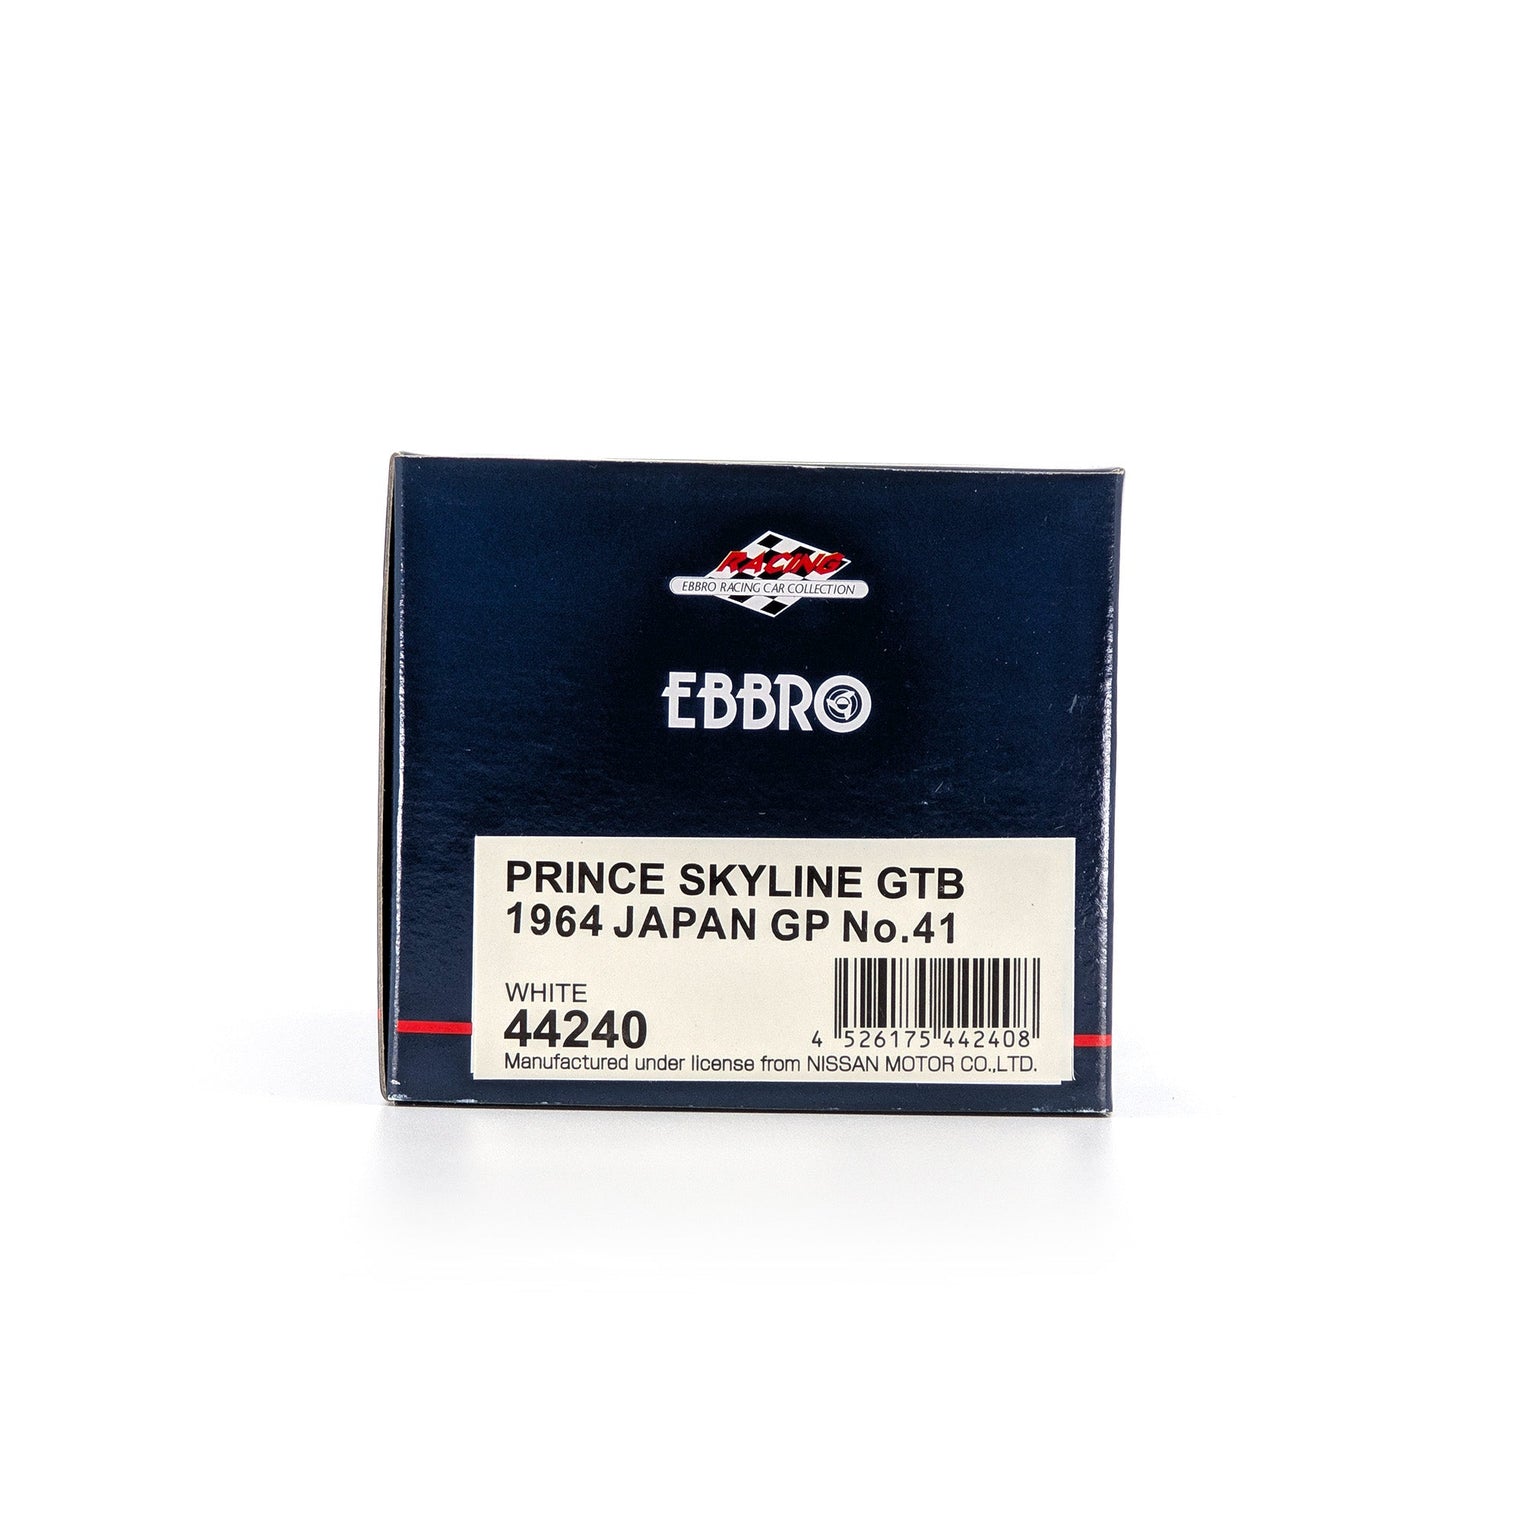 RACING
EBBRO RACING CAR COLLECTION
EBBRO
PRINCE SKYLINE GTB
1964 JAPAN GP No.41
WHITE
44240
4 526175 442408
Manufactured under license from NISSAN MOTOR CO.,LTD.